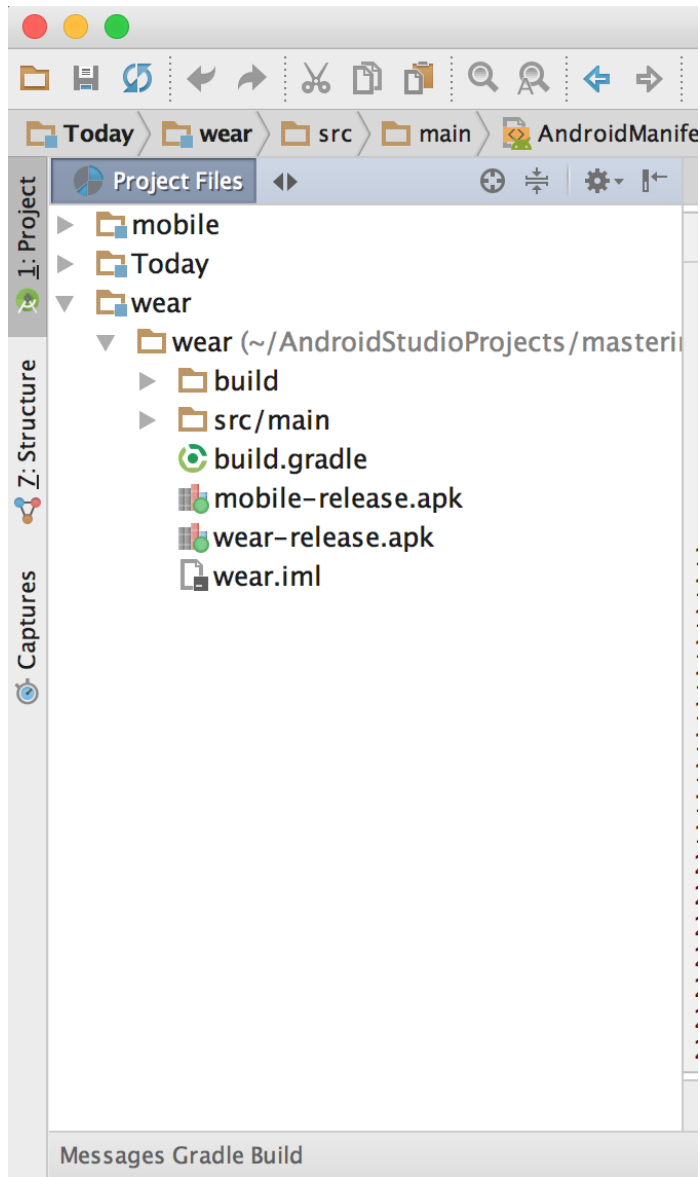 Today wear src main AndroidManife
Project Files
1: Project
7: Structure
Captures
mobile
Today
wear
wear (~/AndroidStudioProjects/masteri
build
src/main
build.gradle
mobile-release.apk
wear-release.apk
wear.iml
Messages Gradle Build